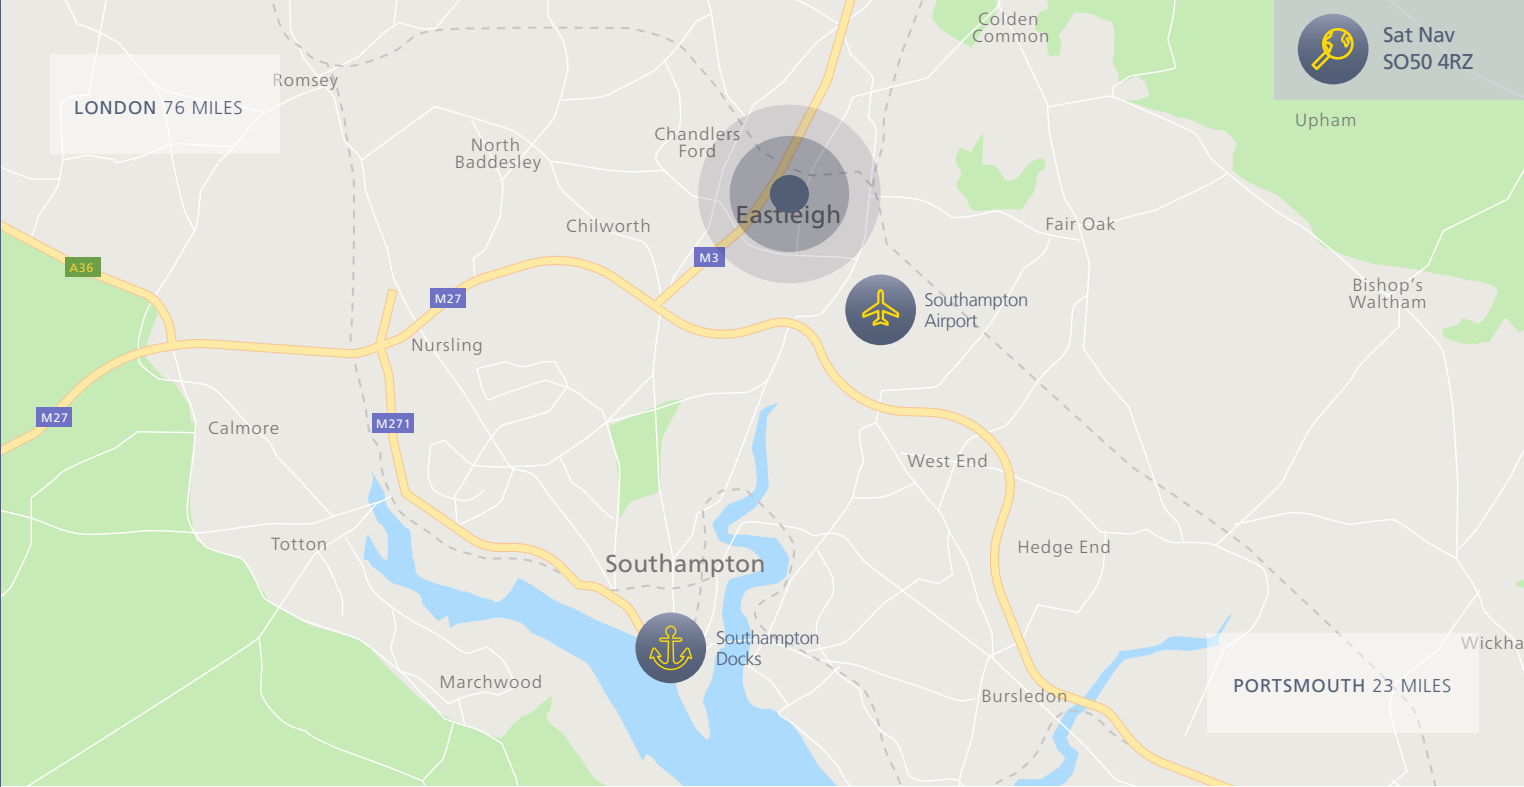 Colden
Common
Sat Nav
SO50 4RZ
Romsey
LONDON 76 MILES
Upham
Chandlers
Ford
North
Baddesley
Eastleigh
Chilworth
Fair Oak
M3
A36
M27
Southampton
Airport
Bishop's
Waltham
Nursling
M27
M271
Calmore
West End
Totton
Hedge End
Southampton
Southampton
Docks
Wickha
Marchwood
Bursledon
PORTSMOUTH 23 MILES